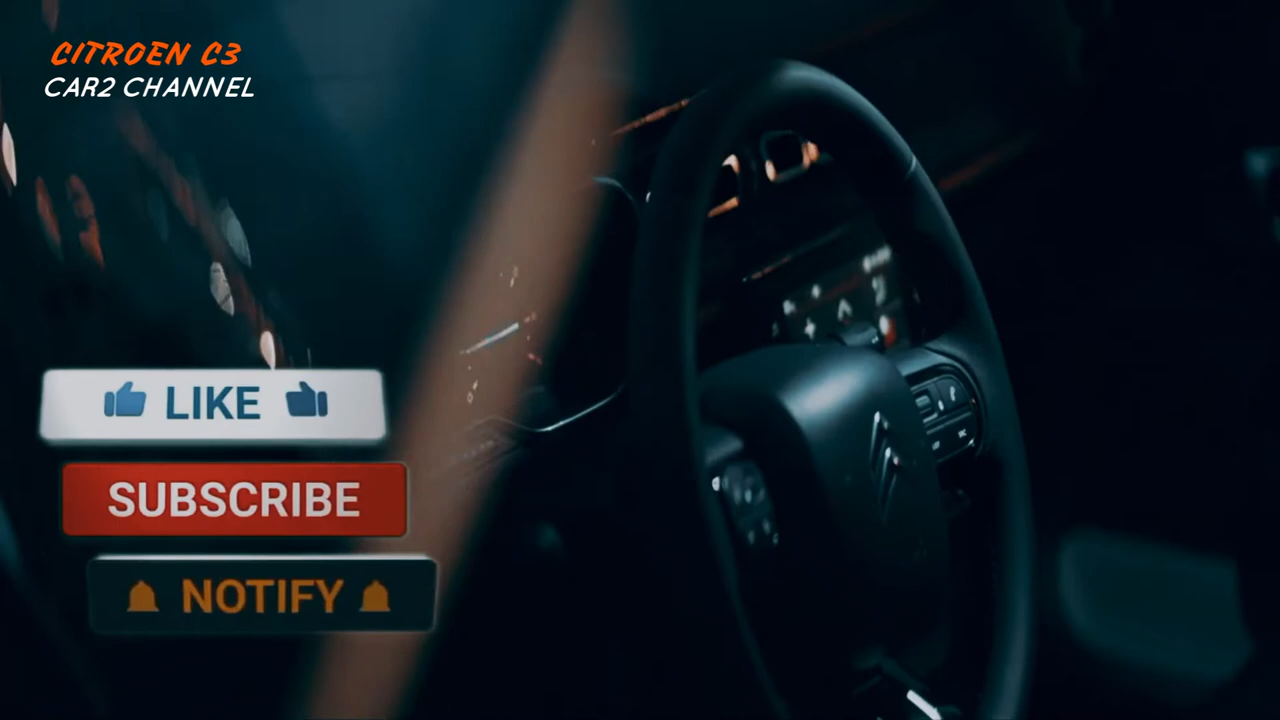 CITROEN C3
CAR2 CHANNEL
LIKE
SUBSCRIBE
NOTIFY